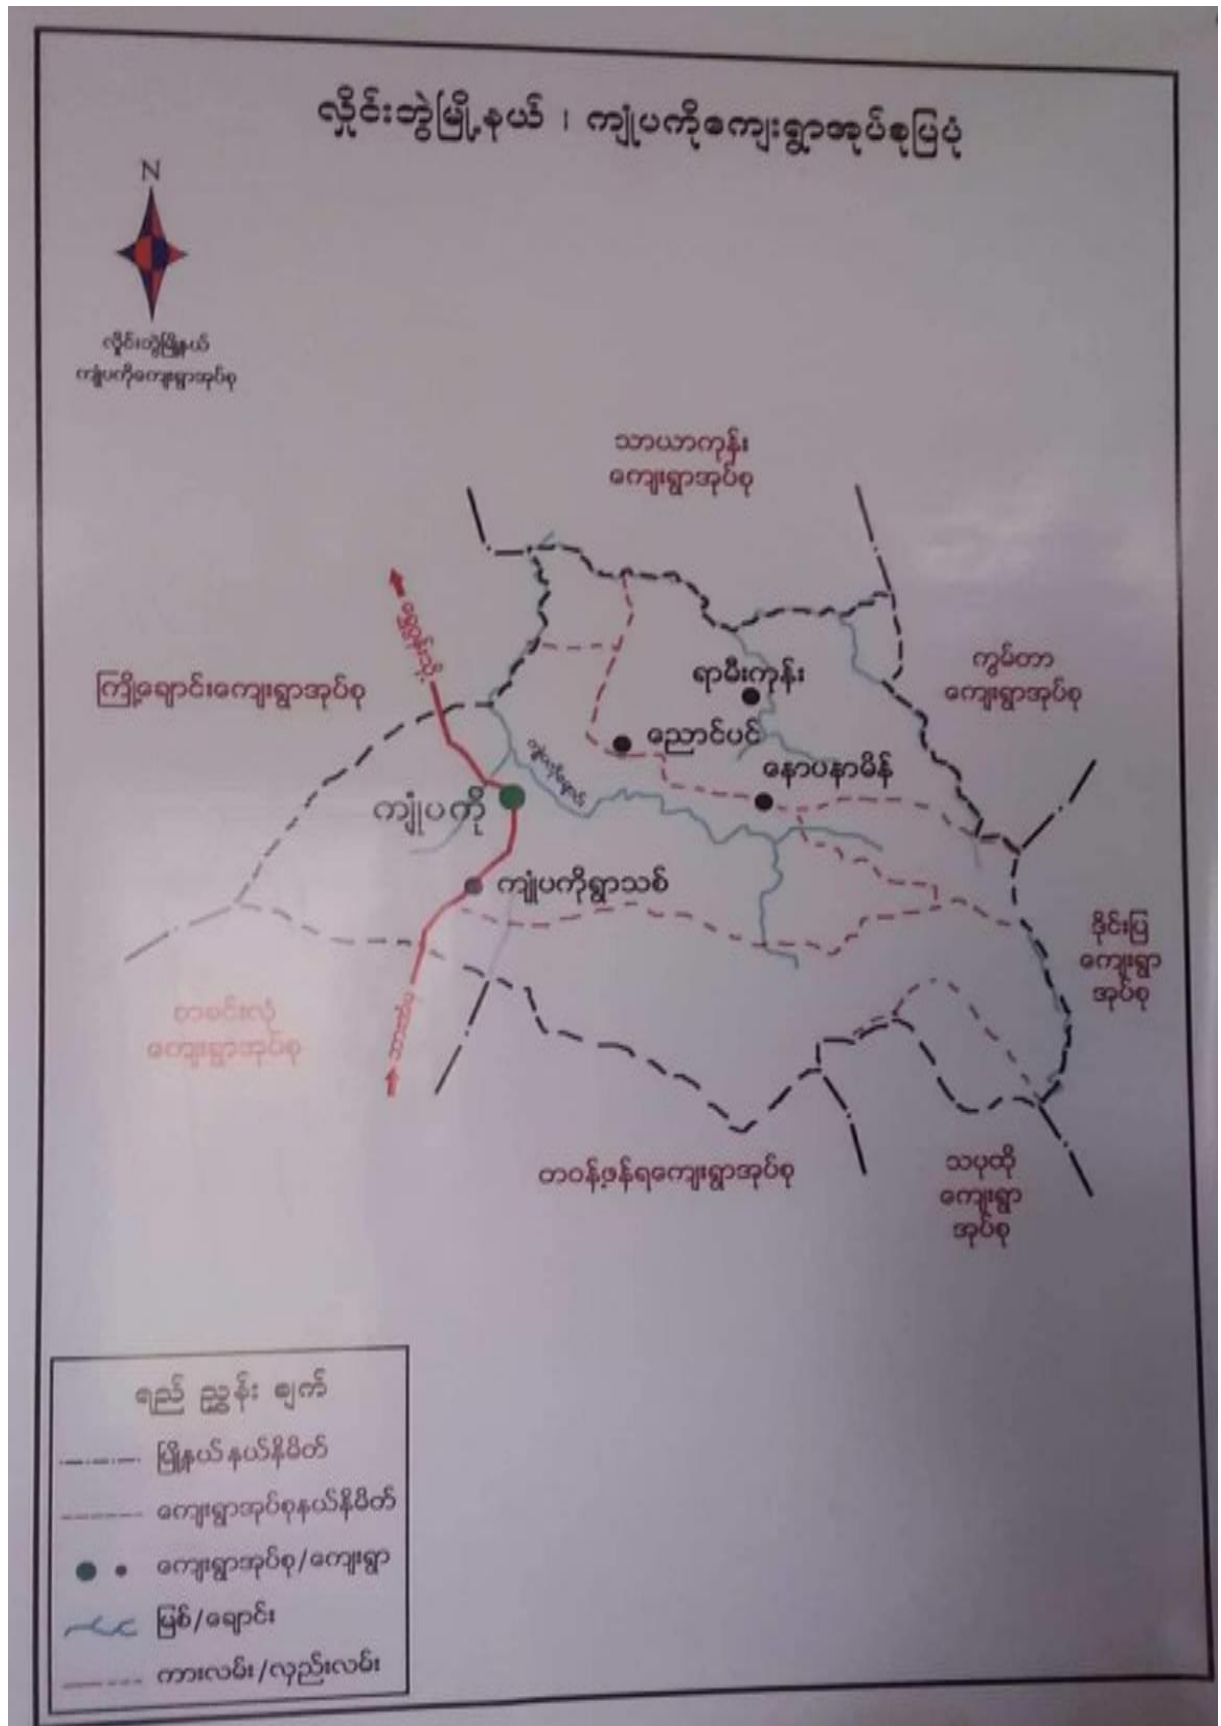 လှိုင်းဘွဲမြို့နယ် ၊ ကျုံပကိုကျေးရွာအုပ်စုပြပုံ
N
လှိုင်းဘွဲမြို့နယ်
ကျုံပကိုကျေးရွာအုပ်စု
သာယာကုန်း
ကျေးရွာအုပ်စု
ကြို့ချောင်းကျေးရွာအုပ်စု
ရာမီးကုန်း
ကွမ်တာ
ကျေးရွာအုပ်စု
ညောင်ပင်
နောပနာမိန်
ကျုံပကိုချောင်း
ကျုံပကို
ကျုံပကိုရွာသစ်
ဒိုင်းပြ
ကျေးရွာ
အုပ်စု
တခင်းလုံ
ကျေးရွာအုပ်စု
တဝန့်ဖန်ရကျေးရွာအုပ်စု
သပုထို
ကျေးရွာ
အုပ်စု
ရည် ညွှန်း ချက်
မြို့နယ်နယ်နိမိတ်
ကျေးရွာအုပ်စုနယ်နိမိတ်
ကျေးရွာအုပ်စု/ကျေးရွာ
မြစ်/ချောင်း
ကားလမ်း/လှည်းလမ်း